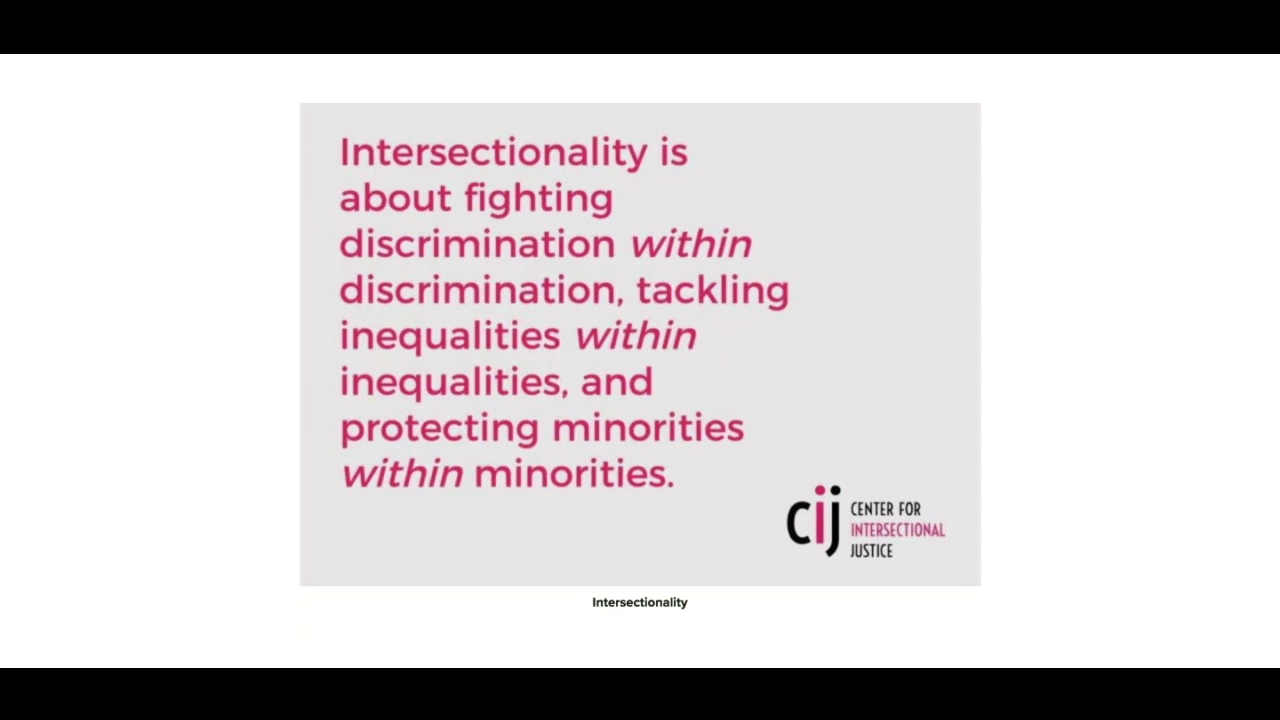 Intersectionality is
about fighting
discrimination within
discrimination, tackling
inequalities within
inequalities, and
protecting minorities
within minorities.
cij
CENTER FOR
INTERSECTIONAL
JUSTICE
Intersectionality